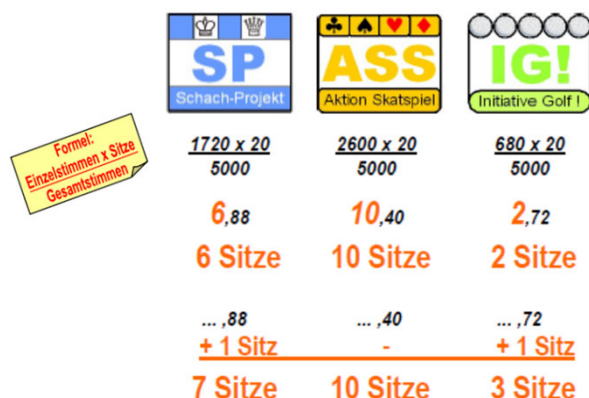 SP
Schach-Projekt
ASS
Aktion Skatspiel
IG!
Initiative Golf !
Formel:
Einzelstimmen x Sitze
Gesamtstimmen
1720 x 20
5000
2600 x 20
5000
680 x 20
5000
6,88
10,40
2,72
6 Sitze
10 Sitze
2 Sitze
... ,88
... ,40
... ,72
+ 1 Sitz
-
+ 1 Sitz
7 Sitze
10 Sitze
3 Sitze